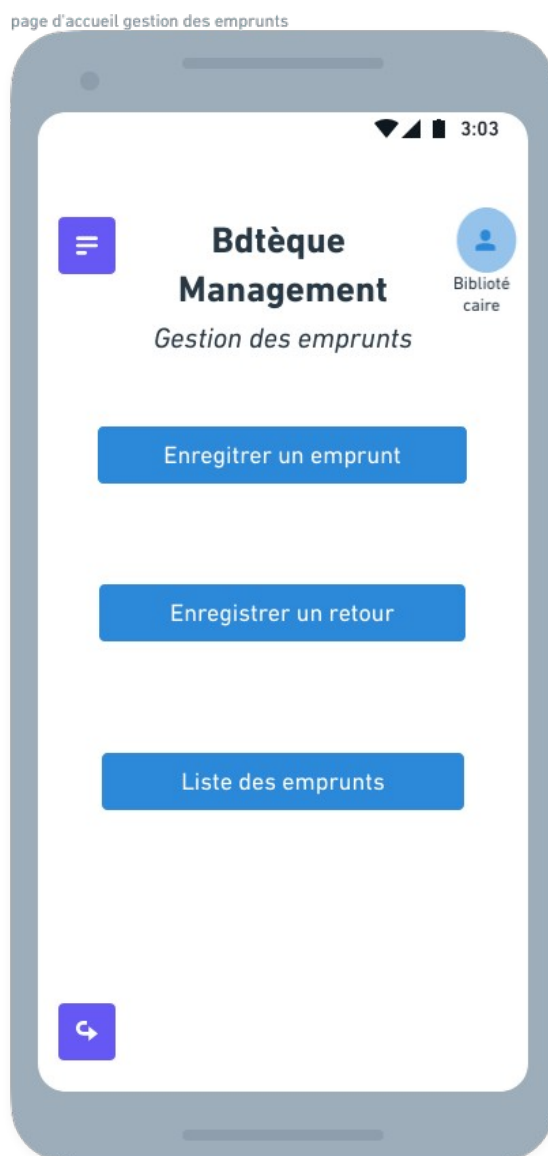 page d'accueil gestion des emprunts
3:03
Bdtèque
Management
Gestion des emprunts
Biblioté
caire
Enregitrer un emprunt
Enregistrer un retour
Liste des emprunts